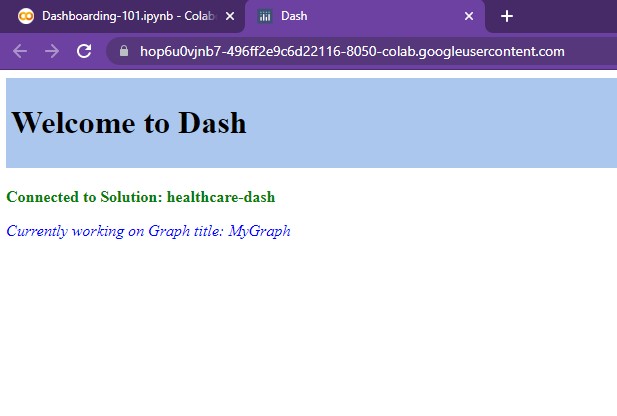 Dashboarding-101.ipynb - Colab
Dash
hop6u0vjnb7-496ff2e9c6d22116-8050-colab.googleusercontent.com
Welcome to Dash
Connected to Solution: healthcare-dash
Currently working on Graph title: MyGraph